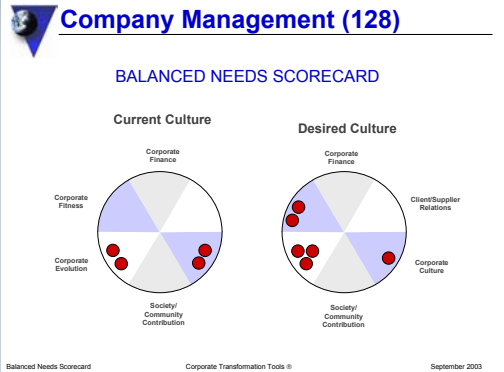 Company Management (128)
BALANCED NEEDS SCORECARD
Current Culture
Desired Culture
Corporate
Finance
Corporate
Fitness
Corporate
Evolution
Society/
Community
Contribution
Corporate
Finance
Client/Supplier
Relations
Corporate
Culture
Society/
Community
Contribution
Balanced Needs Scorecard
Corporate Transformation Tools ®
September 2003